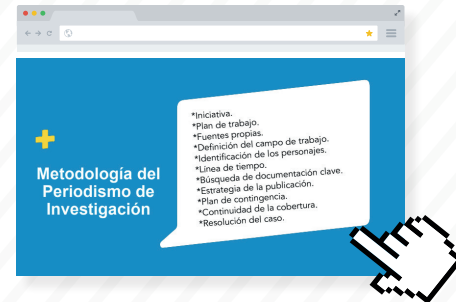 Metodología del
Periodismo de
Investigación
*Iniciativa.
*Plan de trabajo.
*Fuentes propias.
*Definición del campo de trabajo.
*Identificación de los personajes.
*Línea de tiempo.
*Búsqueda de documentación clave.
*Estrategia de la publicación.
*Plan de contingencia.
*Continuidad de la cobertura.
*Resolución del caso.